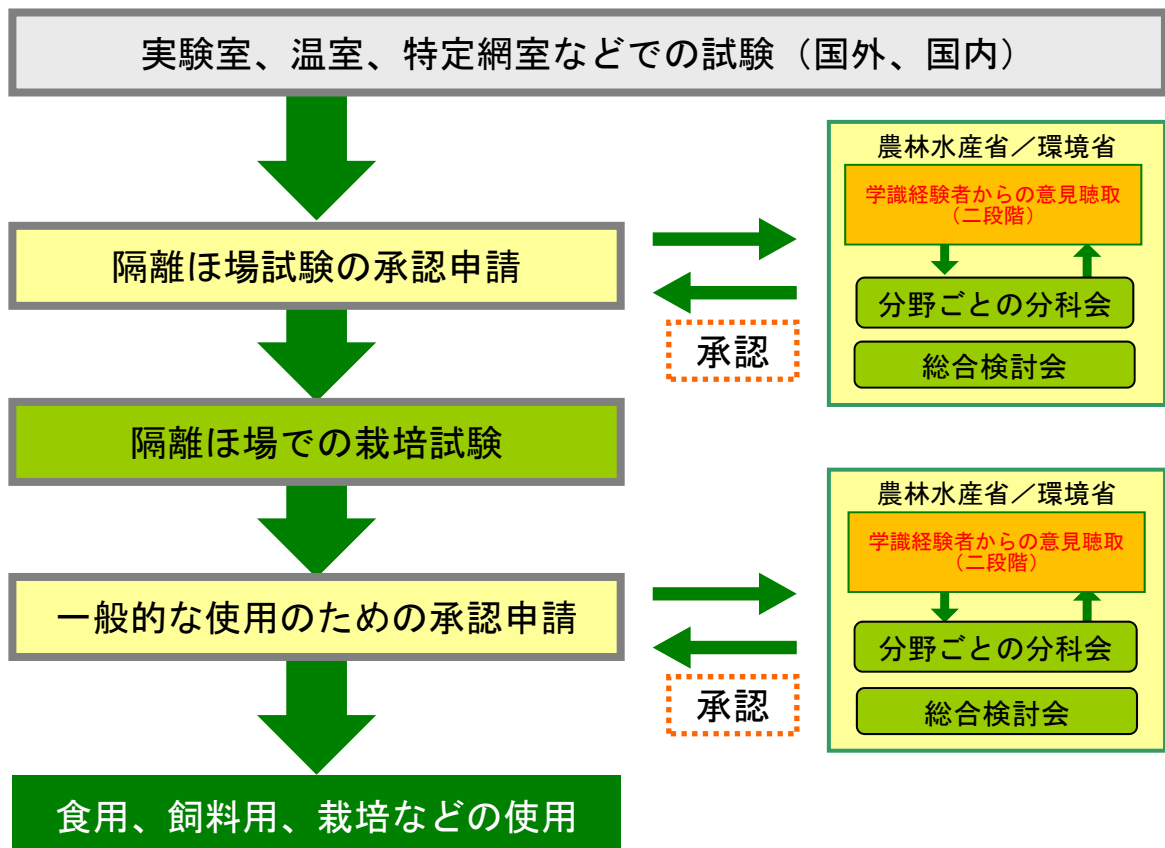 実験室、温室、特定網室などでの試験（国外、国内）
農林水産省／環境省
学識経験者からの意見聴取
（二段階）
隔離ほ場試験の承認申請
分野ごとの分科会
承認
総合検討会
隔離ほ場での栽培試験
農林水産省／環境省
学識経験者からの意見聴取
（二段階）
一般的な使用のための承認申請
分野ごとの分科会
承認
総合検討会
食用、飼料用、栽培などの使用